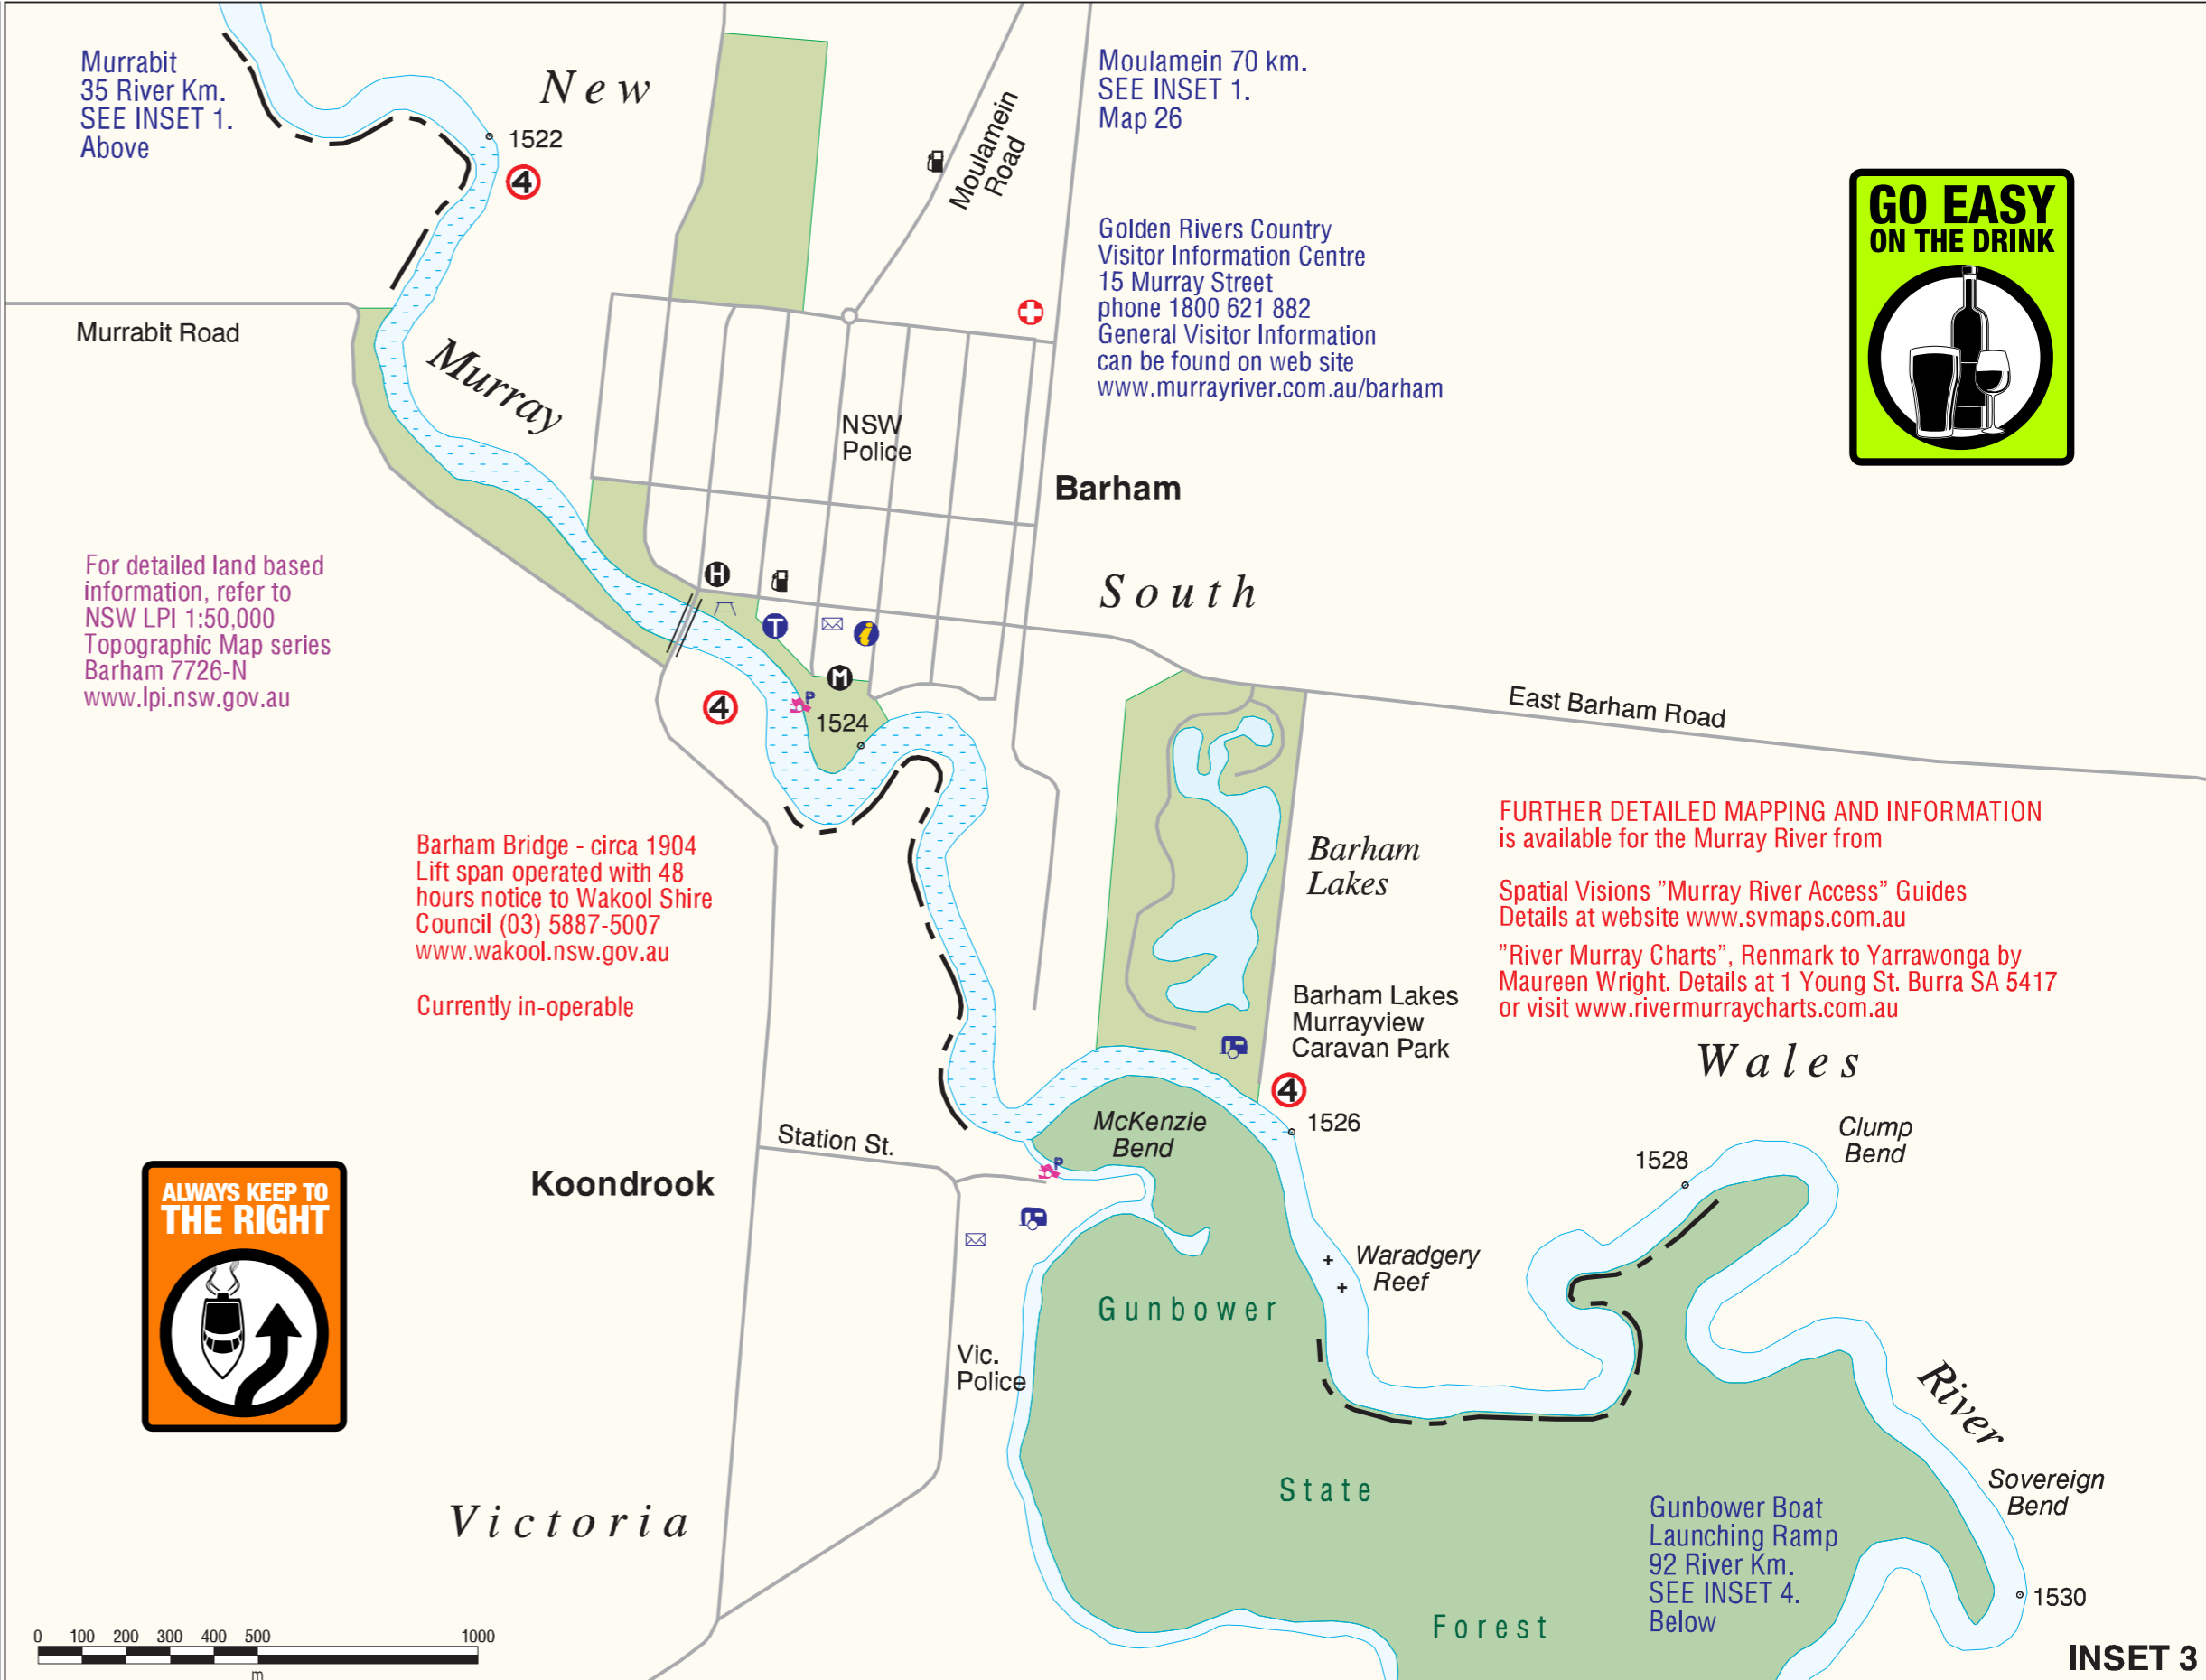 Murrabit
35 River Km.
SEE INSET 1.
Above
New
1522
4
Moulamein
Road
Moulamein 70 km.
SEE INSET 1.
Map 26
GO EASY
ON THE DRINK
Golden Rivers Country
Visitor Information Centre
15 Murray Street
phone 1800 621 882
General Visitor Information
can be found on web site
www.murrayriver.com.au/barham
Murrabit Road
Murray
NSW
Police
Barham
South
For detailed land based
information, refer to
NSW LPI 1:50,000
Topographic Map series
Barham 7726-N
www.lpi.nsw.gov.au
H
T
i
M
P
4
1524
East Barham Road
Barham Bridge - circa 1904
Lift span operated with 48
hours notice to Wakool Shire
Council (03) 5887-5007
www.wakool.nsw.gov.au
Currently in-operable
Barham
Lakes
FURTHER DETAILED MAPPING AND INFORMATION
is available for the Murray River from
Spatial Visions "Murray River Access" Guides
Details at website www.svmaps.com.au
"River Murray Charts", Renmark to Yarrawonga by
Maureen Wright. Details at 1 Young St. Burra SA 5417
or visit www.rivermurraycharts.com.au
Barham Lakes
Murrayview
Caravan Park
4
1526
Wales
McKenzie
Bend
Station St.
P
Koondrook
ALWAYS KEEP TO
THE RIGHT
1528
Clump
Bend
Waradgery
Reef
Gunbower
Vic.
Police
River
Sovereign
Bend
State
Victoria
Gunbower Boat
Launching Ramp
92 River Km.
SEE INSET 4.
Below
1530
Forest
0 100 200 300 400 500 1000
m
INSET 3